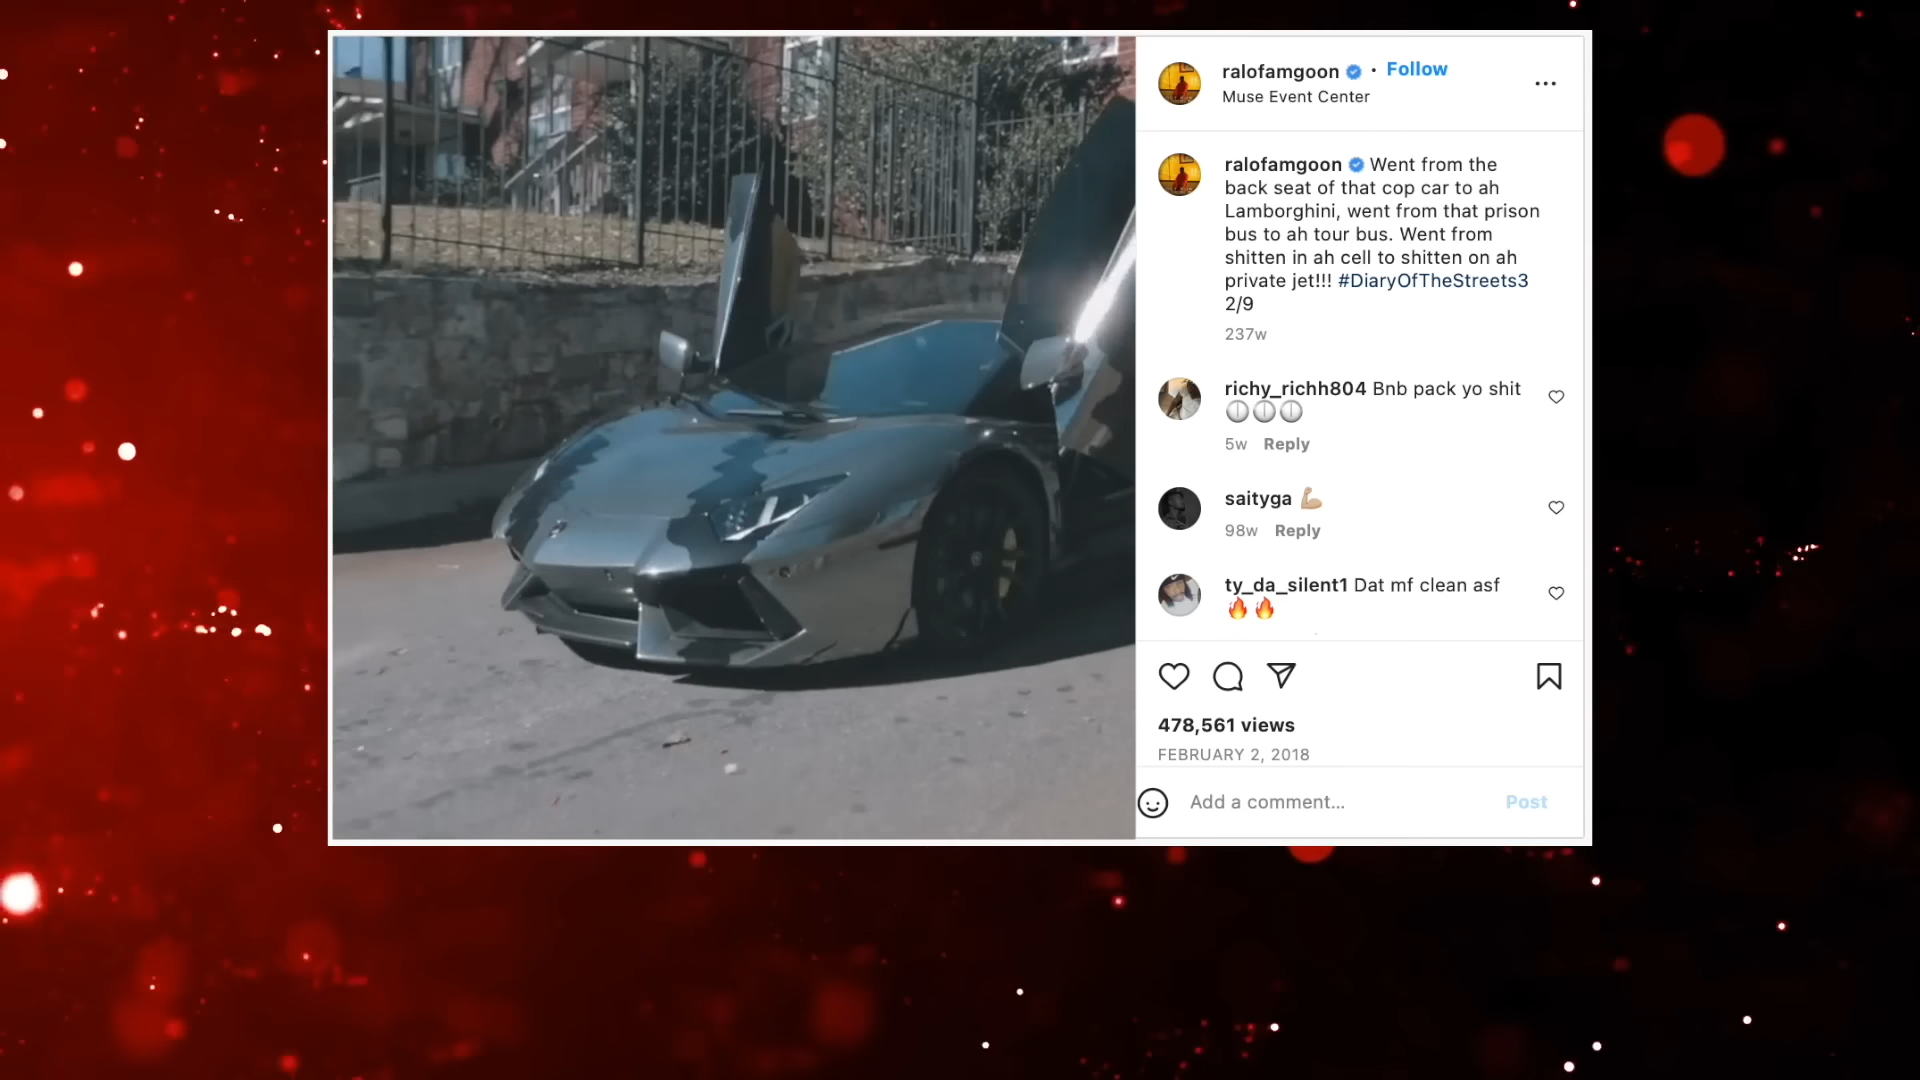 ralofamgoon • Follow
Muse Event Center
ralofamgoon Went from the
back seat of that cop car to ah
Lamborghini, went from that prison
bus to ah tour bus. Went from
shitten in ah cell to shitten on ah
private jet!!! #DiaryOfTheStreets3
2/9
237w
richy_richh804 Bnb pack yo shit
5w Reply
saityga 💪🏼
98w Reply
ty_da_silent1 Dat mf clean asf
🔥🔥
478,561 views
FEBRUARY 2, 2018
Add a comment... Post